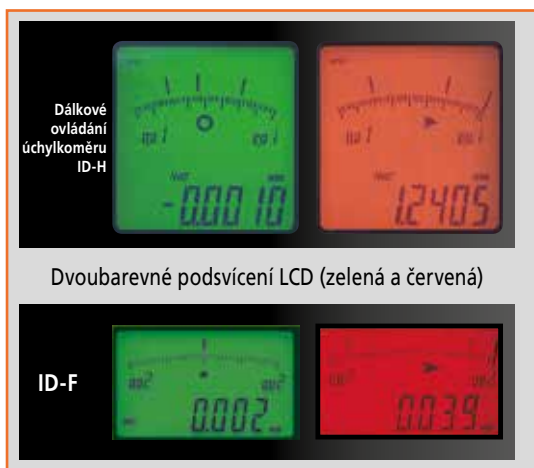 Dálkové
ovládání
úchylkoměru
ID-H
-0.0010
1.2405
Dvoubarevné podsvícení LCD (zelená a červená)
ID-F
0.002
0.039